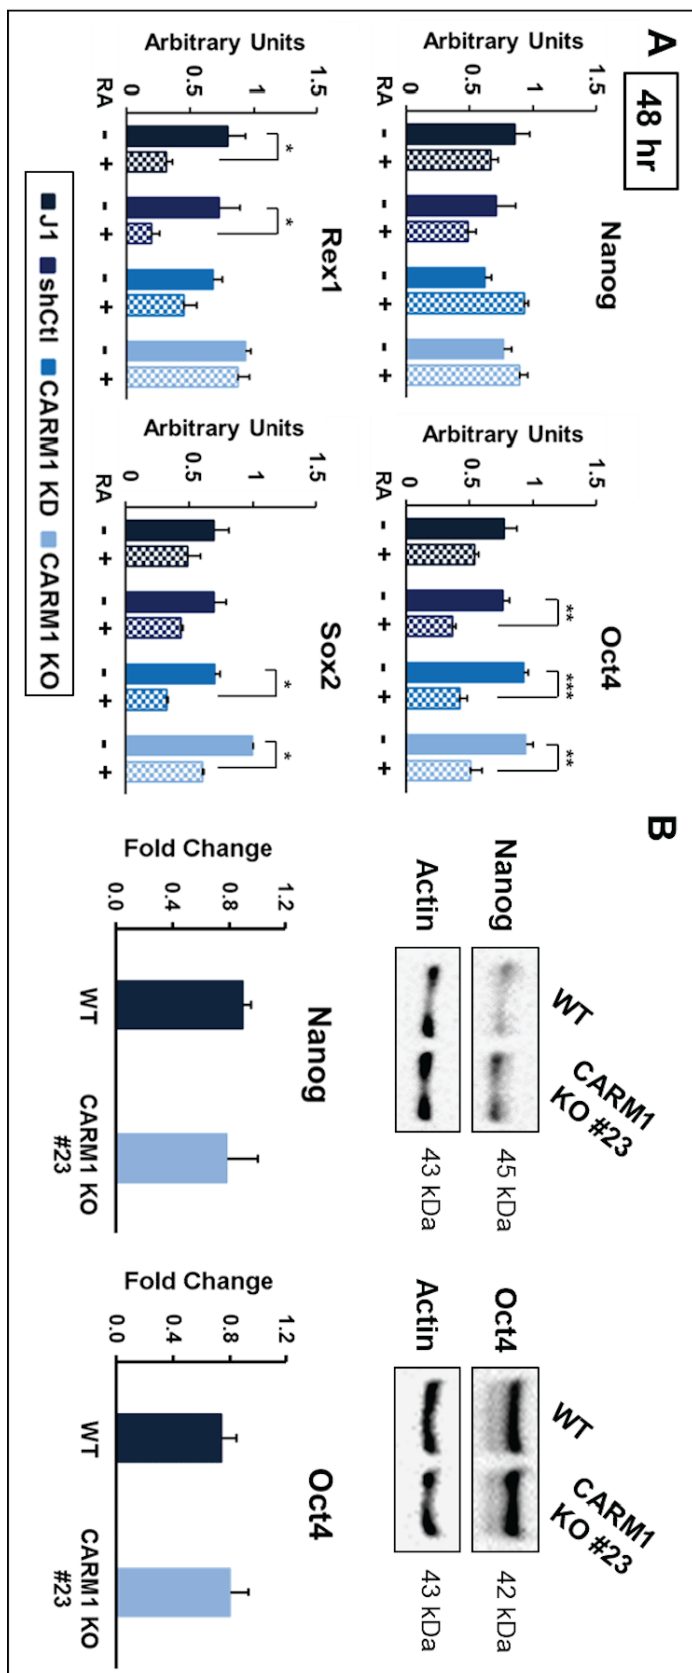 A
48 hr
Nanog
Arbitrary Units
1.5
1
0.5
0
RA
- + - + - + - +
Oct4
Arbitrary Units
1.5
1
0.5
0
RA
- + - + - + - +
** *** **
Rex1
Arbitrary Units
1.5
1
0.5
0
RA
- + - + - + - +
* *
Sox2
Arbitrary Units
1.5
1
0.5
0
RA
- + - + - + - +
* *
J1 shCtl CARM1 KD CARM1 KO
B
WT CARM1
KO #23
Nanog 45 kDa
Actin 43 kDa
WT CARM1
KO #23
Oct4 42 kDa
Actin 43 kDa
Nanog
Fold Change
1.2
0.8
0.4
0.0
WT CARM1 KO
#23
Oct4
Fold Change
1.2
0.8
0.4
0.0
WT CARM1 KO
#23